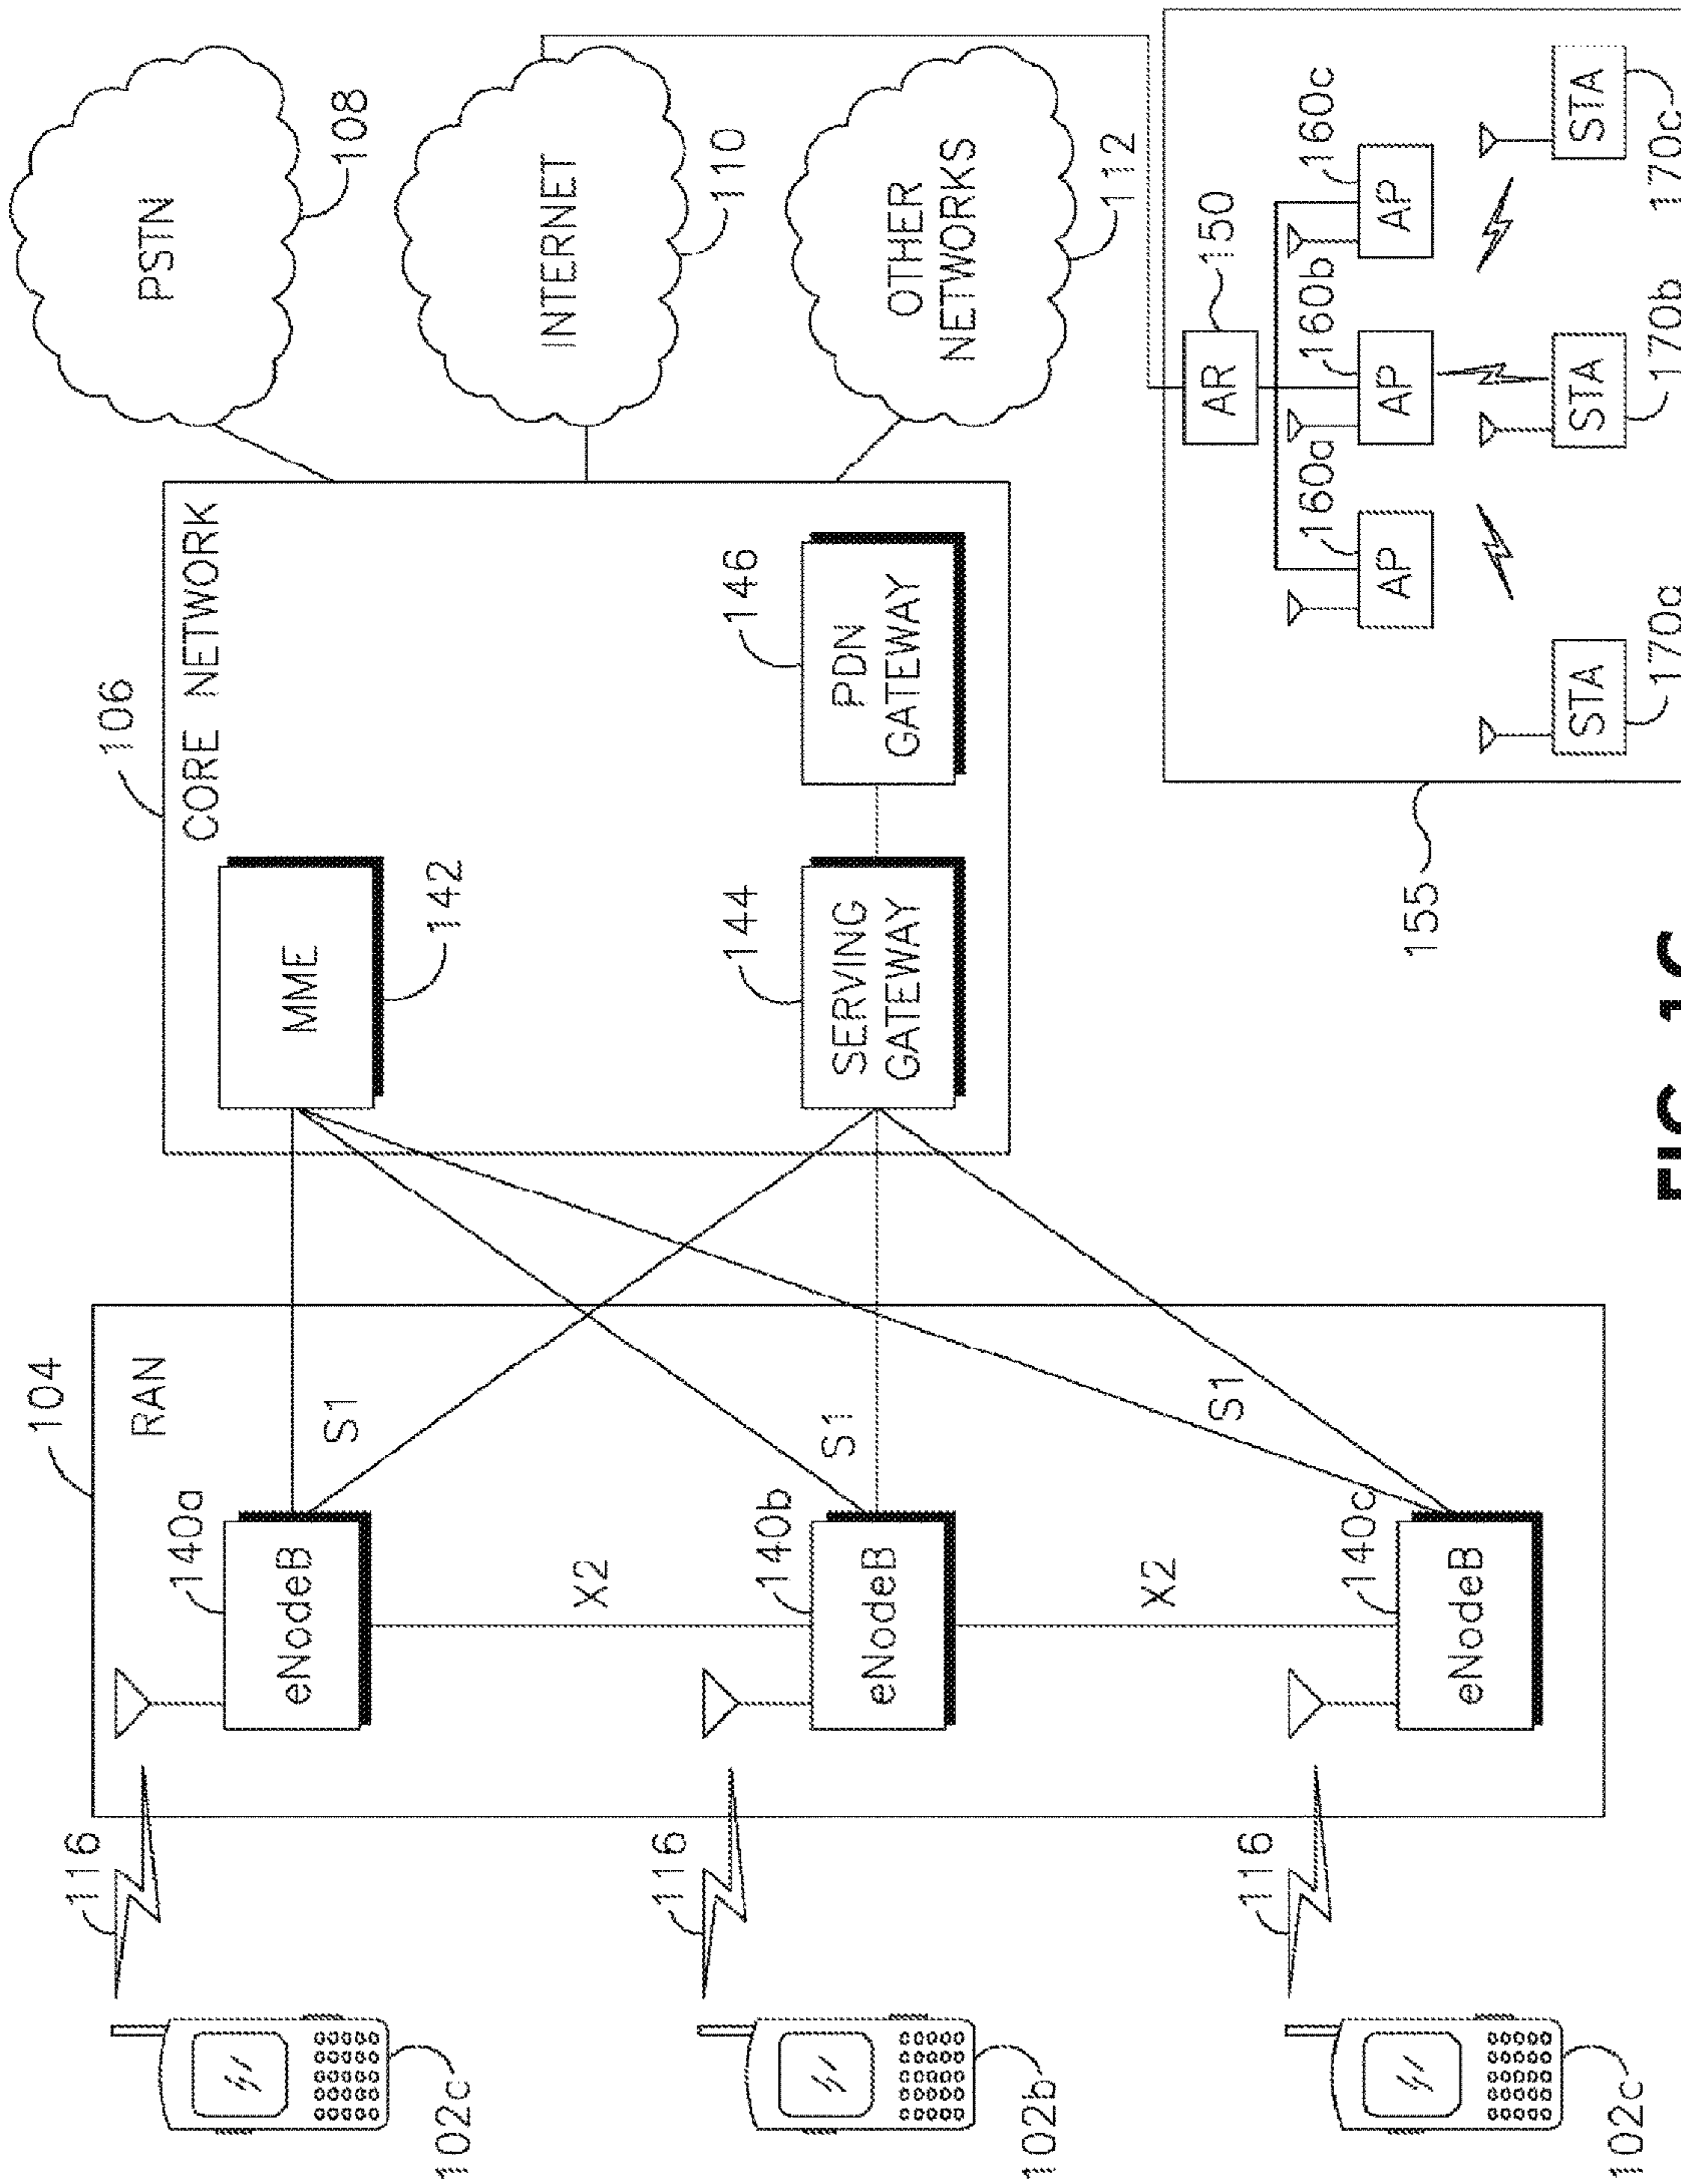 104
116
106
RAN
PSTN
140a
CORE NETWORK
eNodeB
MME
S1
108
142
102c
INTERNET
X2
116
110
144
146
140b
eNodeB
S1
SERVING
GATEWAY
PDN
GATEWAY
OTHER
NETWORKS
102b
112
X2
S1
AR
150
116
160a
160b
160c
140c
eNodeB
AP
AP
AP
155
STA
STA
STA
102c
170a
170b
170c
FIG. 1C